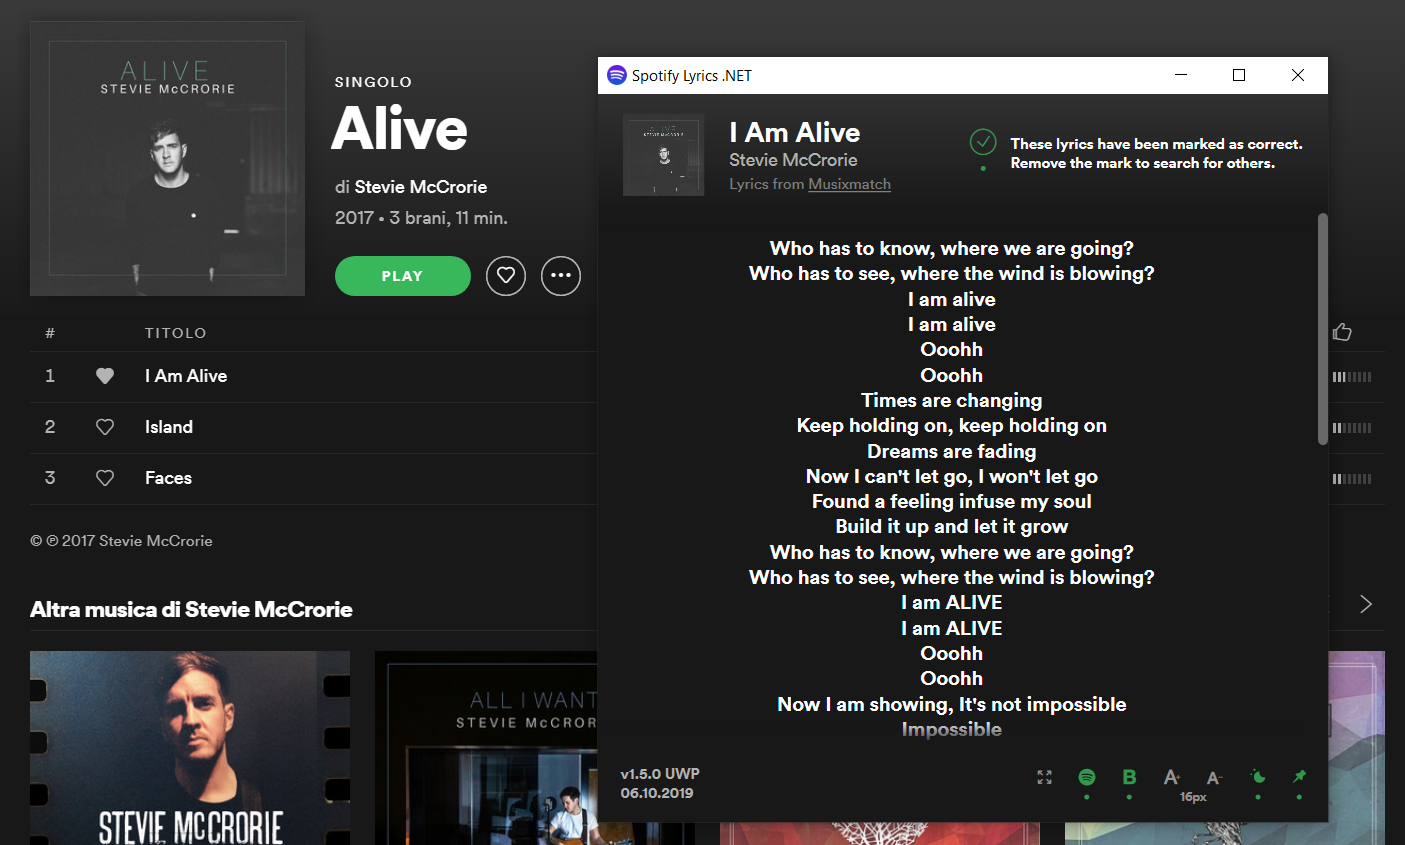 ALIVE
STEVIE McCRORIE
SINGOLO
Alive
di Stevie McCrorie
2017 • 3 brani, 11 min.
PLAY
# TITOLO
1 I Am Alive
2 Island
3 Faces
© ℗ 2017 Stevie McCrorie
Altra musica di Stevie McCrorie
STEVIE McCRORIE
ALL I WANT
STEVIE McCROR
Spotify Lyrics .NET
ALIVE
STEVIE McCRORIE
I Am Alive
Stevie McCrorie
Lyrics from Musixmatch
These lyrics have been marked as correct.
Remove the mark to search for others.
Who has to know, where we are going?
Who has to see, where the wind is blowing?
I am alive
I am alive
Ooohh
Ooohh
Times are changing
Keep holding on, keep holding on
Dreams are fading
Now I can't let go, I won't let go
Found a feeling infuse my soul
Build it up and let it grow
Who has to know, where we are going?
Who has to see, where the wind is blowing?
I am ALIVE
I am ALIVE
Ooohh
Ooohh
Now I am showing, It's not impossible
Impossible
v1.5.0 UWP
06.10.2019
B A+ A-
16px